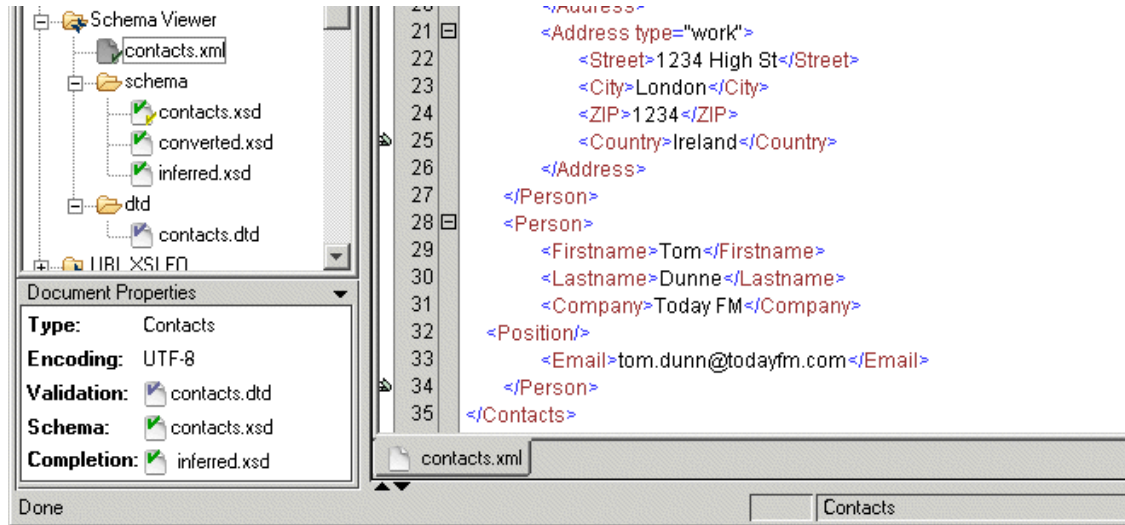 Schema Viewer
contacts.xml
schema
contacts.xsd
converted.xsd
inferred.xsd
dtd
contacts.dtd
UBL XSLFO
Document Properties
Type: Contacts
Encoding: UTF-8
Validation: contacts.dtd
Schema: contacts.xsd
Completion: inferred.xsd
20 </Address>
21 <Address type="work">
22 <Street>1234 High St</Street>
23 <City>London</City>
24 <ZIP>1234</ZIP>
25 <Country>Ireland</Country>
26 </Address>
27 </Person>
28 <Person>
29 <Firstname>Tom</Firstname>
30 <Lastname>Dunne</Lastname>
31 <Company>Today FM</Company>
32 <Position/>
33 <Email>tom.dunn@todayfm.com</Email>
34 </Person>
35 </Contacts>
contacts.xml
Done
Contacts